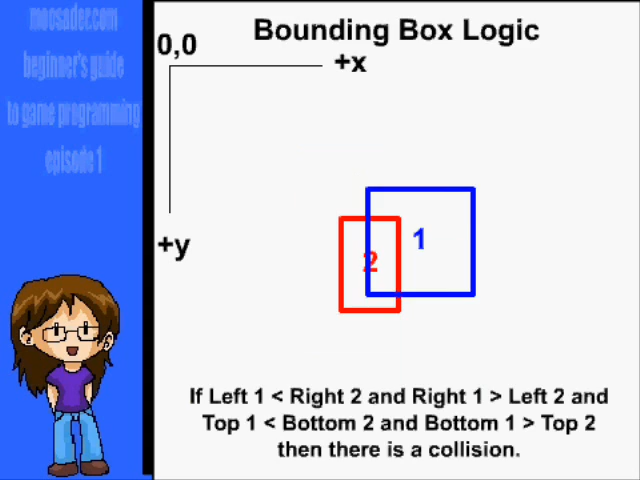 moosader.com
beginner's guide
to game programming
episode 1
Bounding Box Logic
0,0
+x
+y
1
2
If Left 1 < Right 2 and Right 1 > Left 2 and
Top 1 < Bottom 2 and Bottom 1 > Top 2
then there is a collision.